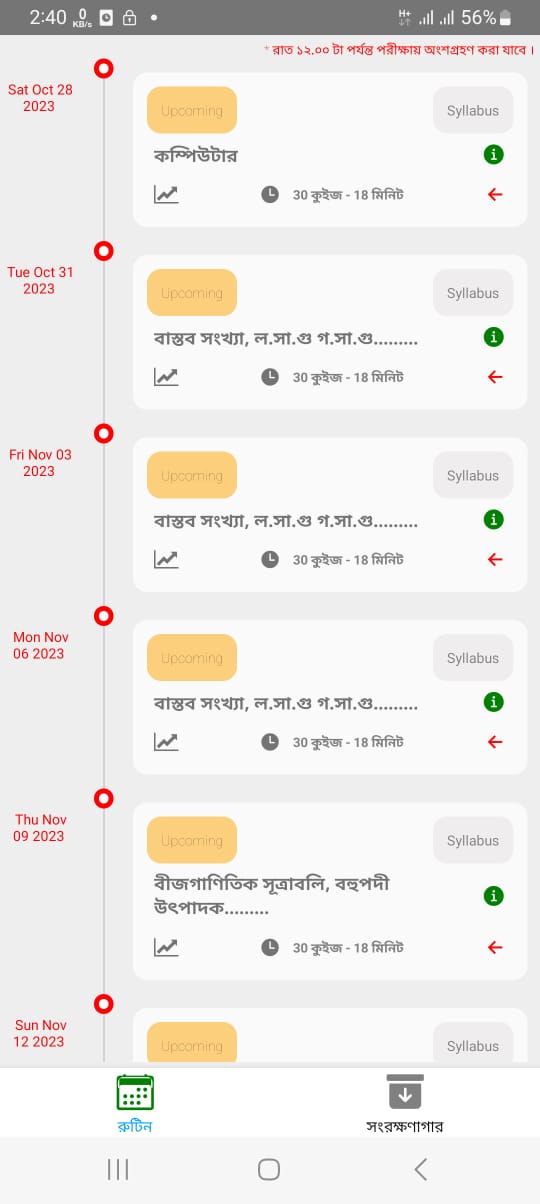 2:40 0 KB/s H+ 56%
* রাত ১২.০০ টা পর্যন্ত পরীক্ষায় অংশগ্রহণ করা যাবে ।
Sat Oct 28
2023
Upcoming Syllabus
কম্পিউটার
30 কুইজ - 18 মিনিট
Tue Oct 31
2023
Upcoming Syllabus
বাস্তব সংখ্যা, ল.সা.গু গ.সা.গু.........
30 কুইজ - 18 মিনিট
Fri Nov 03
2023
Upcoming Syllabus
বাস্তব সংখ্যা, ল.সা.গু গ.সা.গু.........
30 কুইজ - 18 মিনিট
Mon Nov
06 2023
Upcoming Syllabus
বাস্তব সংখ্যা, ল.সা.গু গ.সা.গু.........
30 কুইজ - 18 মিনিট
Thu Nov
09 2023
Upcoming Syllabus
বীজগাণিতিক সূত্রাবলি, বহুপদী
উৎপাদক.........
30 কুইজ - 18 মিনিট
Sun Nov
12 2023
Upcoming Syllabus
রুটিন সংরক্ষণাগার